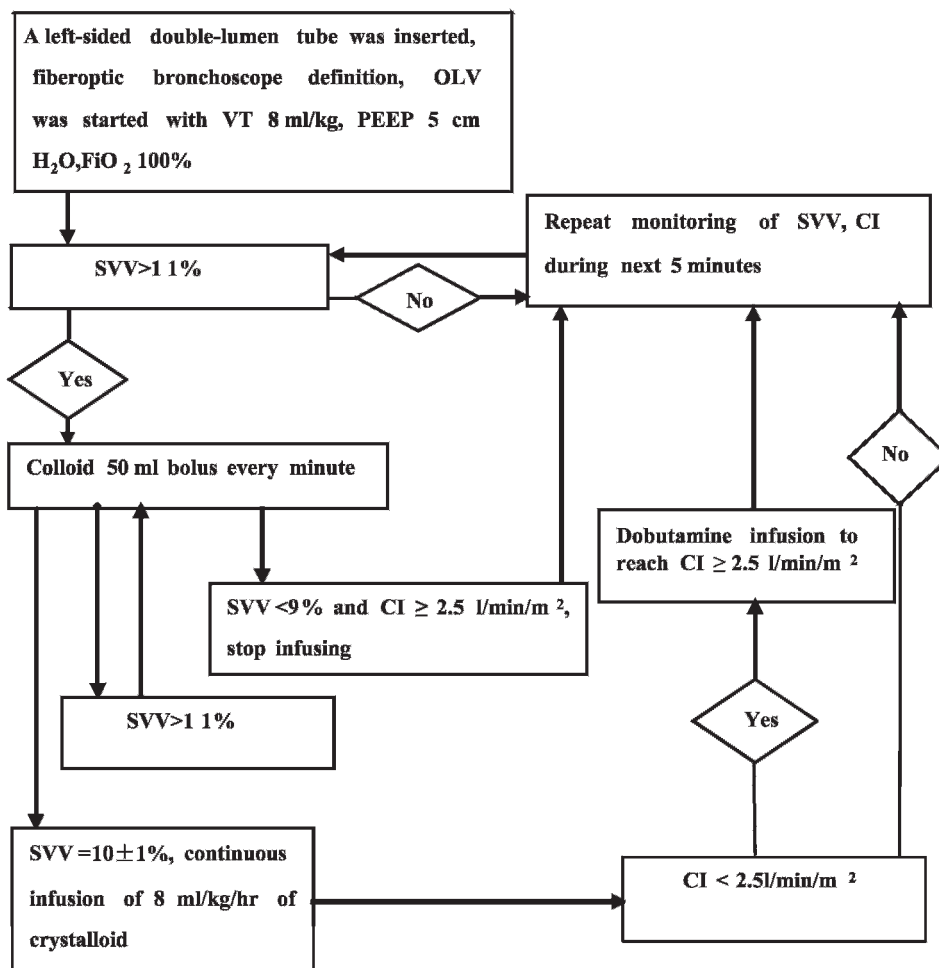 A left-sided double-lumen tube was inserted,
fiberoptic bronchoscope definition, OLV
was started with VT 8 ml/kg, PEEP 5 cm
H₂O,FiO ₂ 100%
Repeat monitoring of SVV, CI
during next 5 minutes
SVV>1 1%
No
Yes
Colloid 50 ml bolus every minute
No
Dobutamine infusion to
reach CI ≥ 2.5 l/min/m ²
SVV <9% and CI ≥ 2.5 l/min/m ²,
stop infusing
SVV>1 1%
Yes
SVV =10±1%, continuous
infusion of 8 ml/kg/hr of
crystalloid
CI < 2.5l/min/m ²